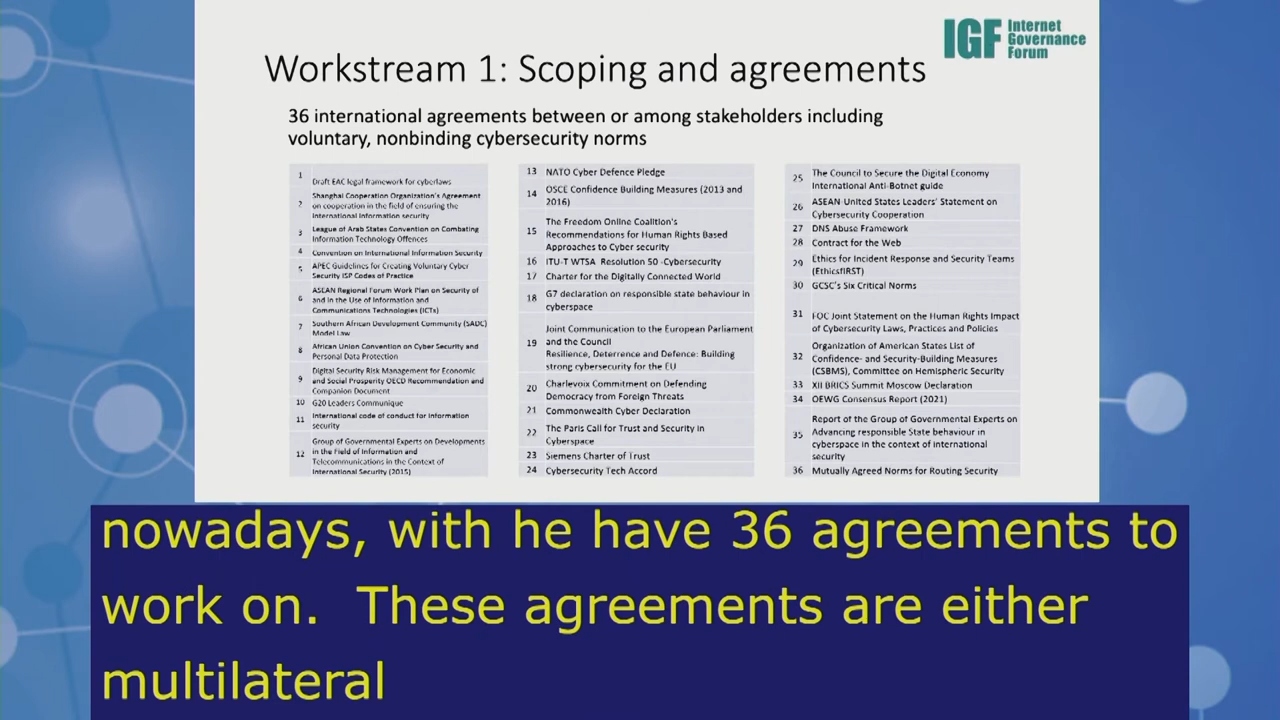 IGF Internet
Governance
Forum
Workstream 1: Scoping and agreements
36 international agreements between or among stakeholders including
voluntary, nonbinding cybersecurity norms
1 Draft EAC legal framework for cyberlaws
2 Shanghai Cooperation Organization's Agreement
on cooperation in the field of ensuring the
International Information security
3 League of Arab States Convention on Combating
Information Technology Offences
4 Convention on International Information Security
5 APEC Guidelines for Creating Voluntary Cyber
Security ISP Codes of Practice
6 ASEAN Regional Forum Work Plan on Security of
and in the Use of Information and
Communications Technologies (ICTs)
7 Southern African Development Community (SADC)
Model Law
8 African Union Convention on Cyber Security and
Personal Data Protection
9 Digital Security Risk Management for Economic
and Social Prosperity OECD Recommendation and
Companion Document
10 G20 Leaders Communique
11 International code of conduct for information
security
12 Group of Governmental Experts on Developments
in the Field of Information and
Telecommunications in the Context of
International Security (2015)
13 NATO Cyber Defence Pledge
14 OSCE Confidence Building Measures (2013 and
2016)
15 The Freedom Online Coalition's
Recommendations for Human Rights Based
Approaches to Cyber security
16 ITU-T WTSA Resolution 50 -Cybersecurity
17 Charter for the Digitally Connected World
18 G7 declaration on responsible state behaviour in
cyberspace
19 Joint Communication to the European Parliament
and the Council
Resilience, Deterrence and Defence: Building
strong cybersecurity for the EU
20 Charlevoix Commitment on Defending
Democracy from Foreign Threats
21 Commonwealth Cyber Declaration
22 The Paris Call for Trust and Security in
Cyberspace
23 Siemens Charter of Trust
24 Cybersecurity Tech Accord
25 The Council to Secure the Digital Economy
International Anti-Botnet guide
26 ASEAN-United States Leaders' Statement on
Cybersecurity Cooperation
27 DNS Abuse Framework
28 Contract for the Web
29 Ethics for Incident Response and Security Teams
(EthicsfIRST)
30 GCSC's Six Critical Norms
31 FOC Joint Statement on the Human Rights Impact
of Cybersecurity Laws, Practices and Policies
32 Organization of American States List of
Confidence- and Security-Building Measures
(CSBMS), Committee on Hemispheric Security
33 XII BRICS Summit Moscow Declaration
34 OEWG Consensus Report (2021)
35 Report of the Group of Governmental Experts on
Advancing responsible State behaviour in
cyberspace in the context of international
security
36 Mutually Agreed Norms for Routing Security
nowadays, with he have 36 agreements to
work on. These agreements are either
multilateral